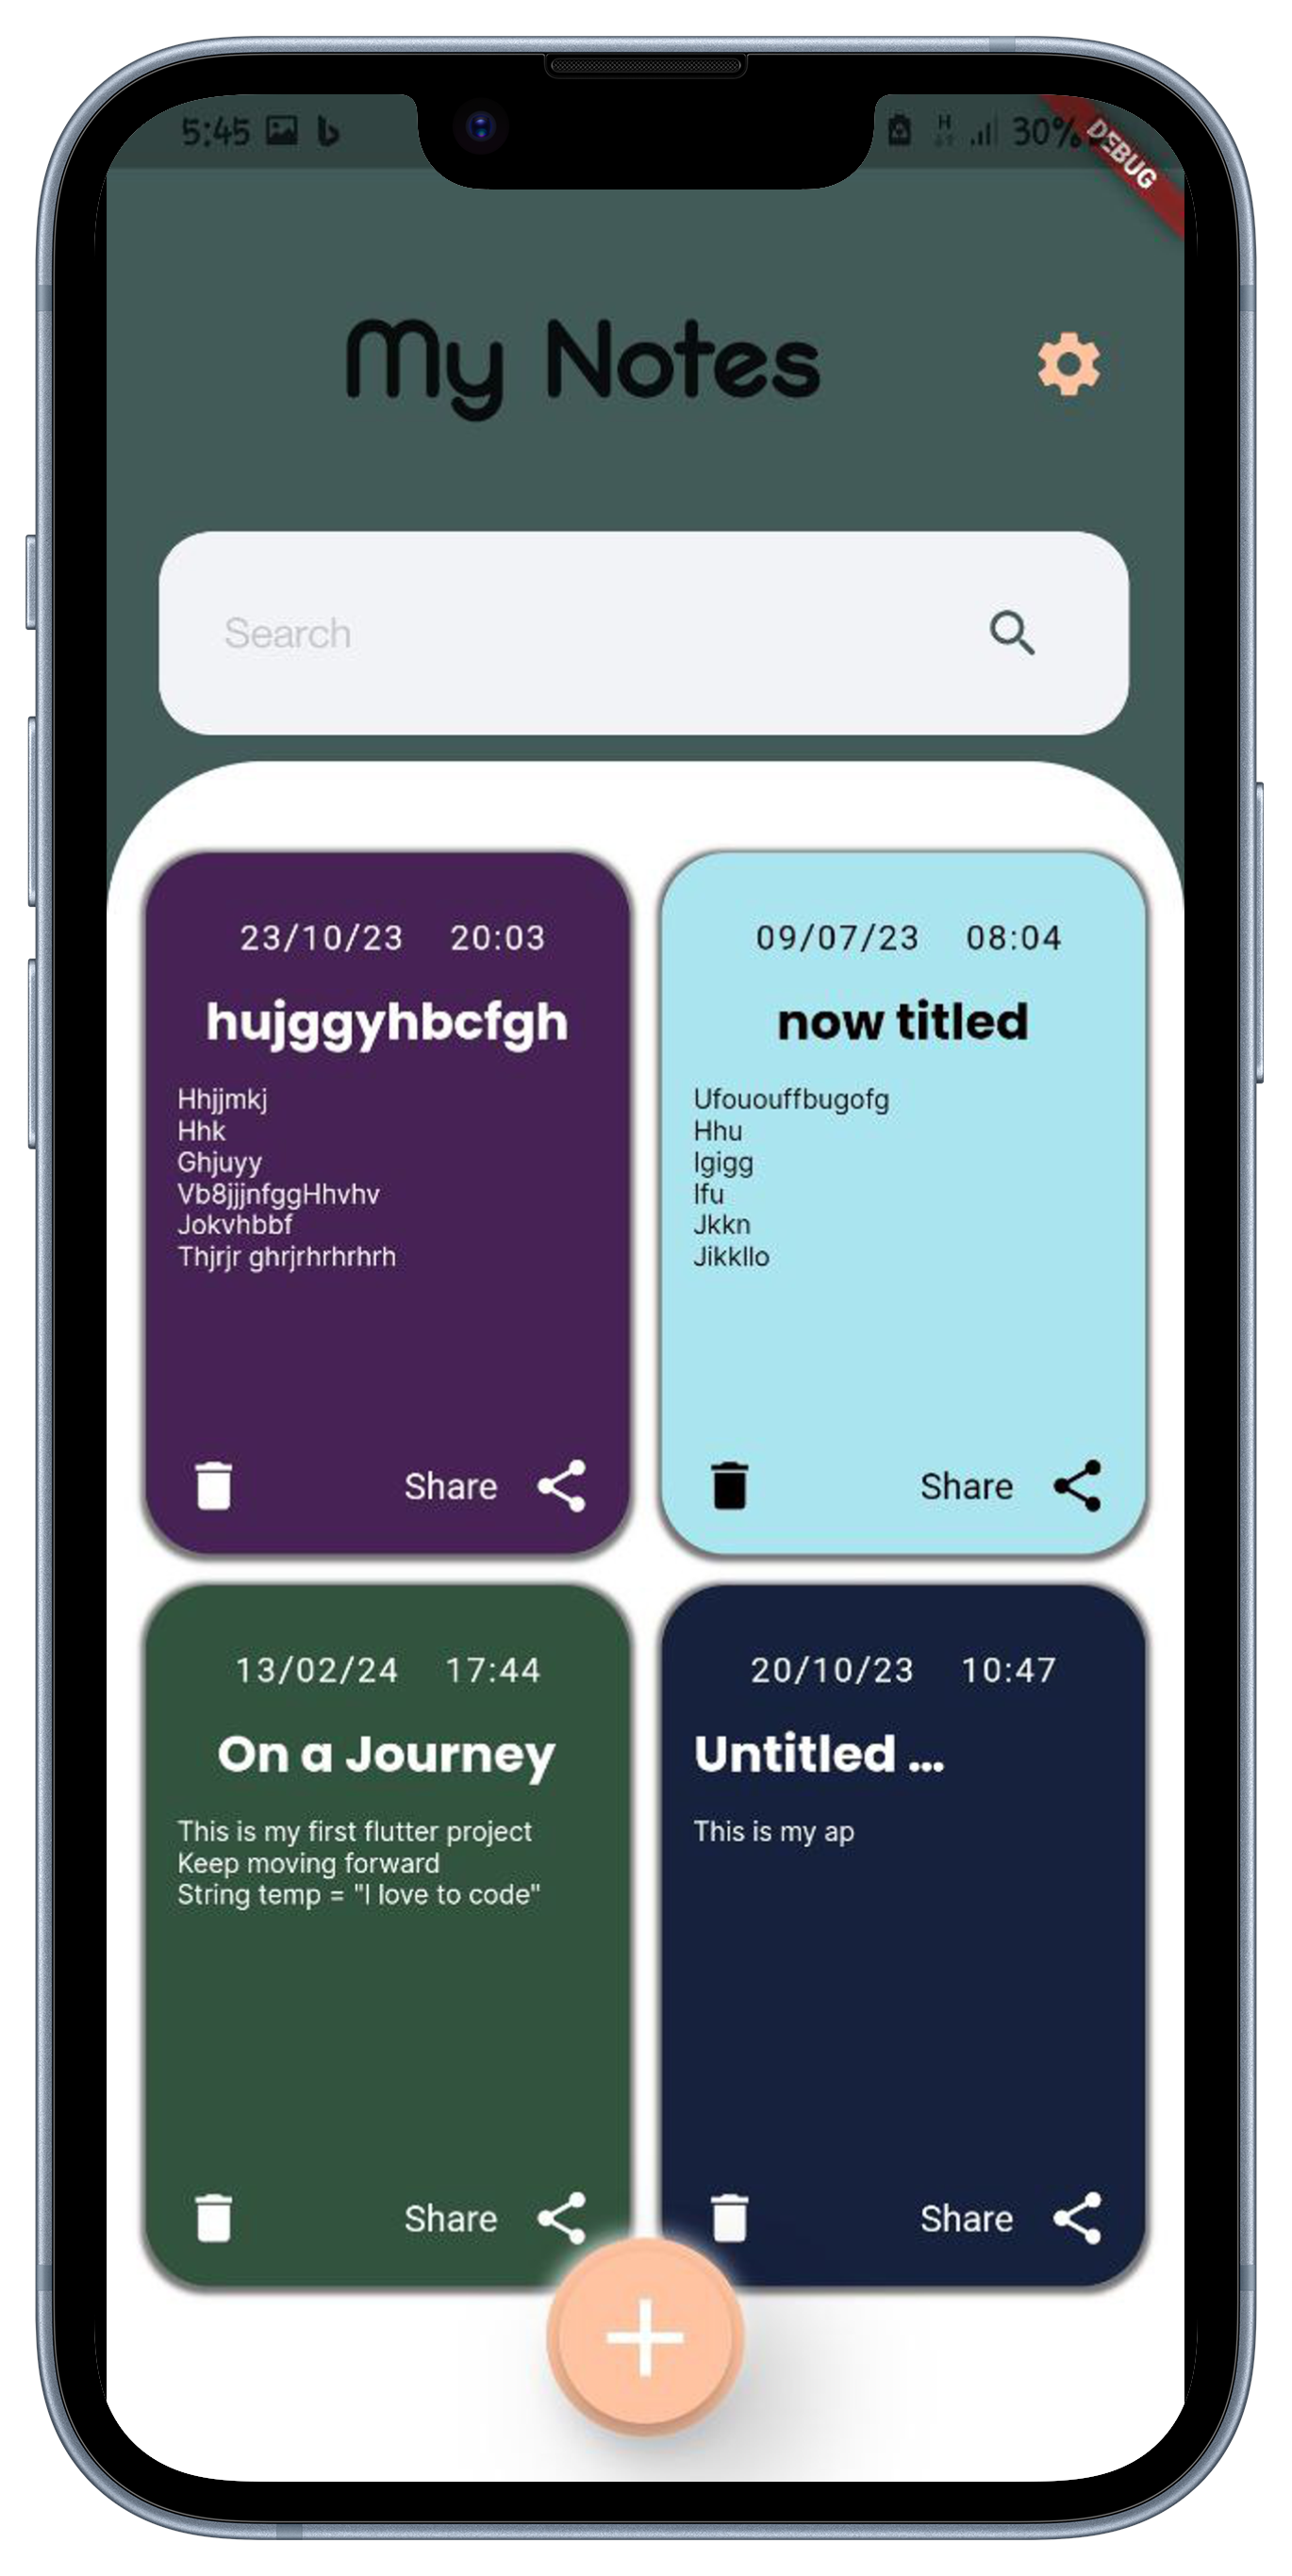 5:45 30%
DEBUG
My Notes
Search
23/10/23 20:03
hujggyhbcfgh
Hhjjmkj
Hhk
Ghjuyy
Vb8jjjnfggHhvhv
Jokvhbbf
Thjrjr ghrjrhrhrhrh
Share
09/07/23 08:04
now titled
Ufououffbugofg
Hhu
Igigg
Ifu
Jkkn
Jikkllo
Share
13/02/24 17:44
On a Journey
This is my first flutter project
Keep moving forward
String temp = "I love to code"
Share
20/10/23 10:47
Untitled ...
This is my ap
Share